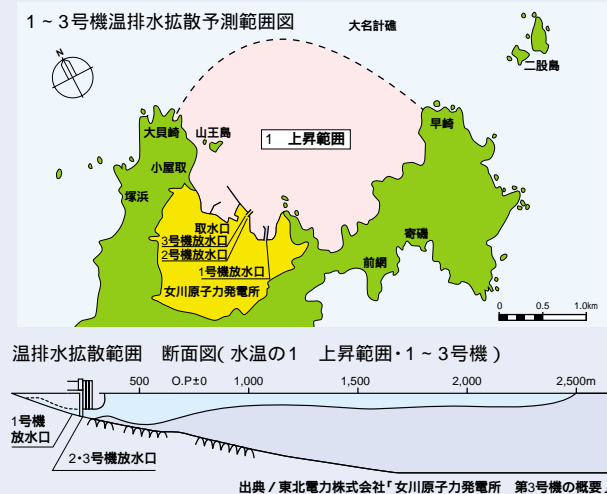 1～3号機温排水拡散予測範囲図
大名計礁
二股島
N
大貝崎
山王島
早崎
1　上昇範囲
小屋取
塚浜
取水口
3号機放水口
2号機放水口
寄磯
前網
1号機放水口
女川原子力発電所
0 0.5 1.0km
温排水拡散範囲　断面図(水温の1　上昇範囲・1～3号機)
500 O.P±0 1,000 1,500 2,000 2,500m
1号機
放水口
2・3号機放水口
出典/東北電力株式会社「女川原子力発電所　第3号機の概要」